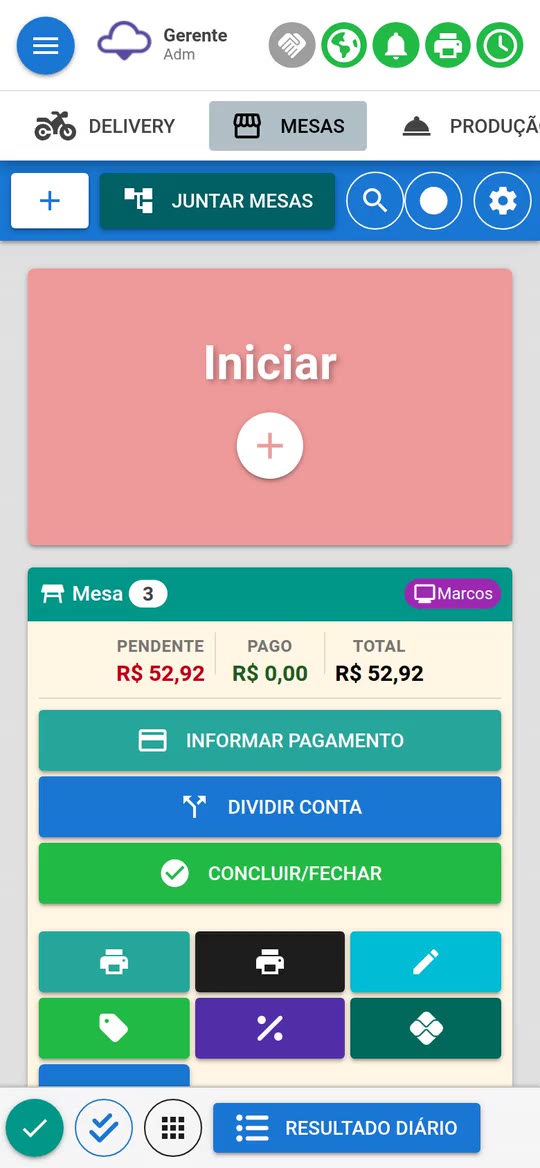 Gerente
Adm
DELIVERY
MESAS
PRODUÇÃ
JUNTAR MESAS
Iniciar
Mesa 3
Marcos
PENDENTE PAGO TOTAL
R$ 52,92 R$ 0,00 R$ 52,92
INFORMAR PAGAMENTO
DIVIDIR CONTA
CONCLUIR/FECHAR
RESULTADO DIÁRIO